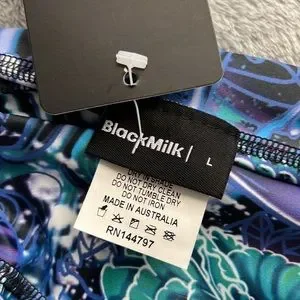 BlackMilk | L
DO NOT DRY CLEAN
DO NOT TUMBLE DRY
DO NOT IRON
MADE IN AUSTRALIA
RN144797